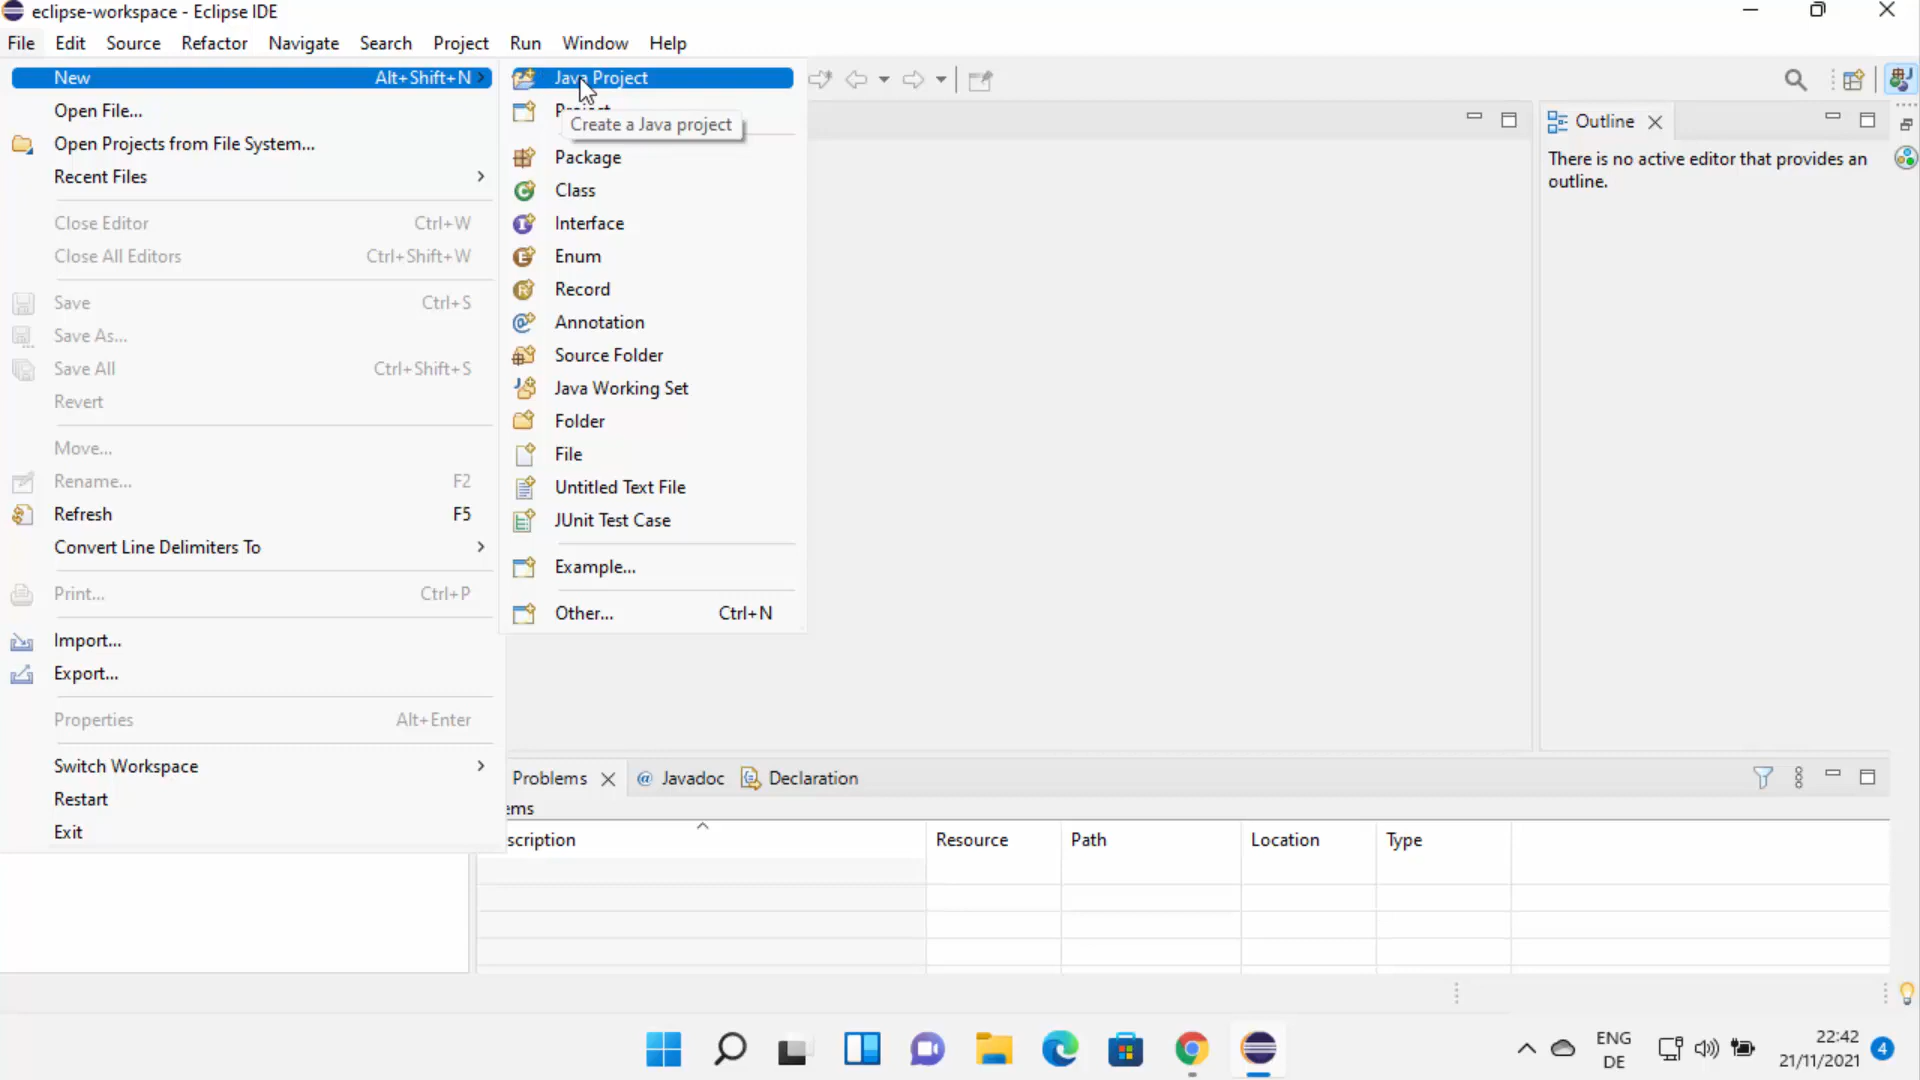 eclipse-workspace - Eclipse IDE
File Edit Source Refactor Navigate Search Project Run Window Help
New Alt+Shift+N
Open File...
Open Projects from File System...
Recent Files
Close Editor Ctrl+W
Close All Editors Ctrl+Shift+W
Save Ctrl+S
Save As...
Save All Ctrl+Shift+S
Revert
Move...
Rename... F2
Refresh F5
Convert Line Delimiters To
Print... Ctrl+P
Import...
Export...
Properties Alt+Enter
Switch Workspace
Restart
Exit
Java Project
Project...
Create a Java project
Package
Class
Interface
Enum
Record
Annotation
Source Folder
Java Working Set
Folder
File
Untitled Text File
JUnit Test Case
Example...
Other... Ctrl+N
Outline
There is no active editor that provides an
outline.
Problems @ Javadoc Declaration
ems
scription Resource Path Location Type
ENG
DE
22:42
21/11/2021
4